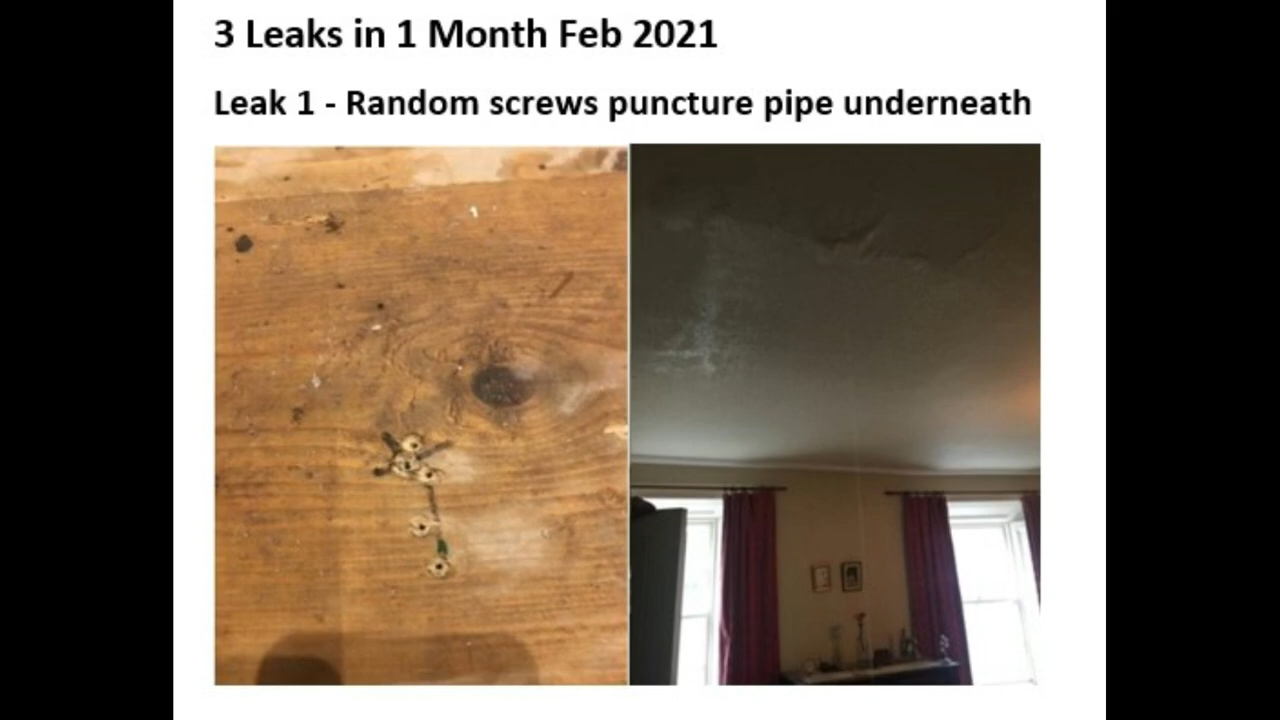 3 Leaks in 1 Month Feb 2021
Leak 1 - Random screws puncture pipe underneath